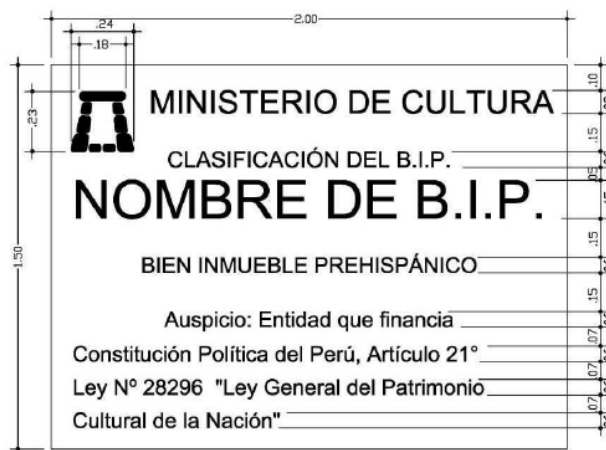 2.00
.24
.18
.23
1.50
MINISTERIO DE CULTURA
CLASIFICACIÓN DEL B.I.P.
NOMBRE DE B.I.P.
BIEN INMUEBLE PREHISPÁNICO
Auspicio: Entidad que financia
Constitución Política del Perú, Artículo 21°
Ley Nº 28296 "Ley General del Patrimonio
Cultural de la Nación"
.10
.15
.05
.15
.15
.07
.07
.07